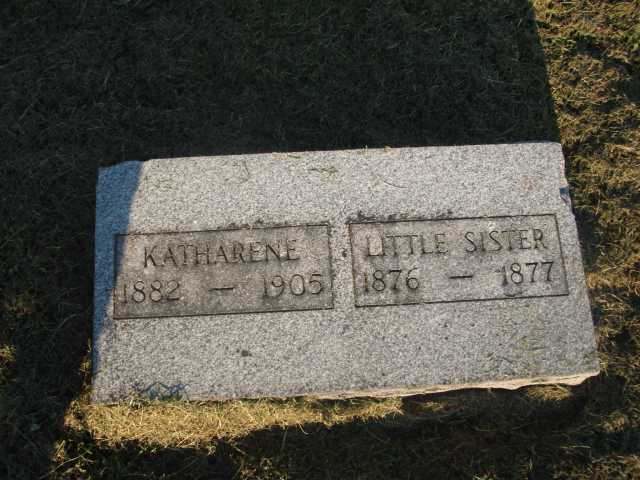 KATHARENE
1882 — 1905
LITTLE SISTER
1876 — 1877